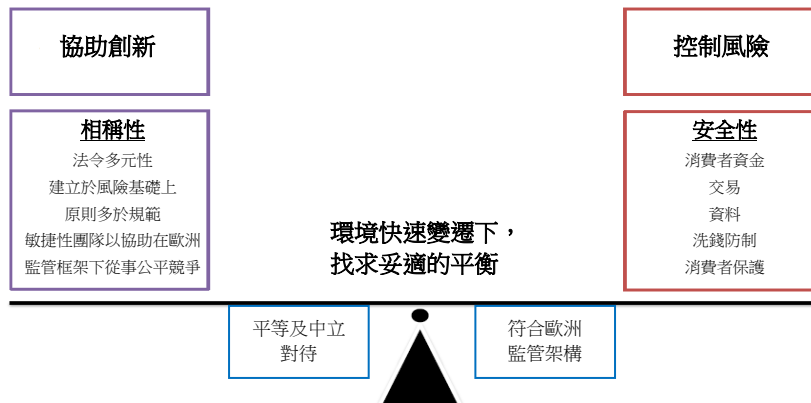 協助創新
相稱性
法令多元性
建立於風險基礎上
原則多於規範
敏捷性團隊以協助在歐洲
監管框架下從事公平競爭
環境快速變遷下，
找求妥適的平衡
控制風險
安全性
消費者資金
交易
資料
洗錢防制
消費者保護
平等及中立
對待
符合歐洲
監管架構